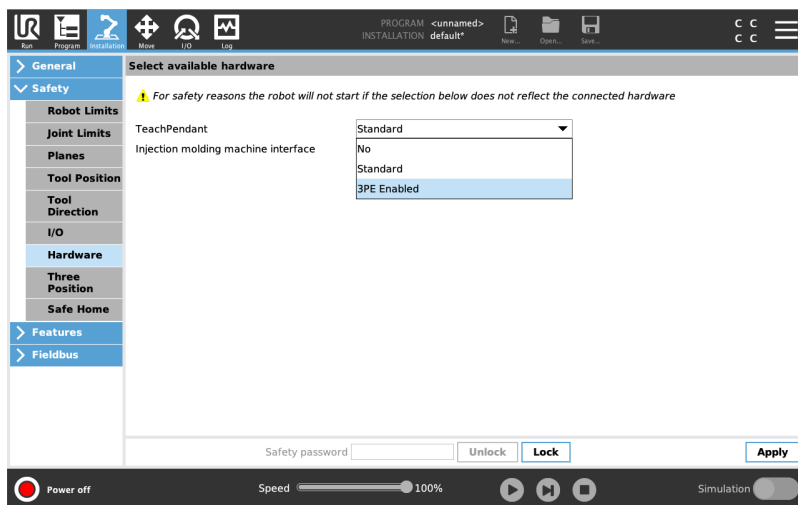 UR
Run
Program
Installation
Move
I/O
Log
PROGRAM <unnamed>
INSTALLATION default*
New...
Open...
Save...
C C
C C
General
Safety
Robot Limits
Joint Limits
Planes
Tool Position
Tool
Direction
I/O
Hardware
Three
Position
Safe Home
Features
Fieldbus
Select available hardware
For safety reasons the robot will not start if the selection below does not reflect the connected hardware
TeachPendant Standard
Injection molding machine interface
No
Standard
3PE Enabled
Safety password Unlock Lock Apply
Power off Speed 100% Simulation